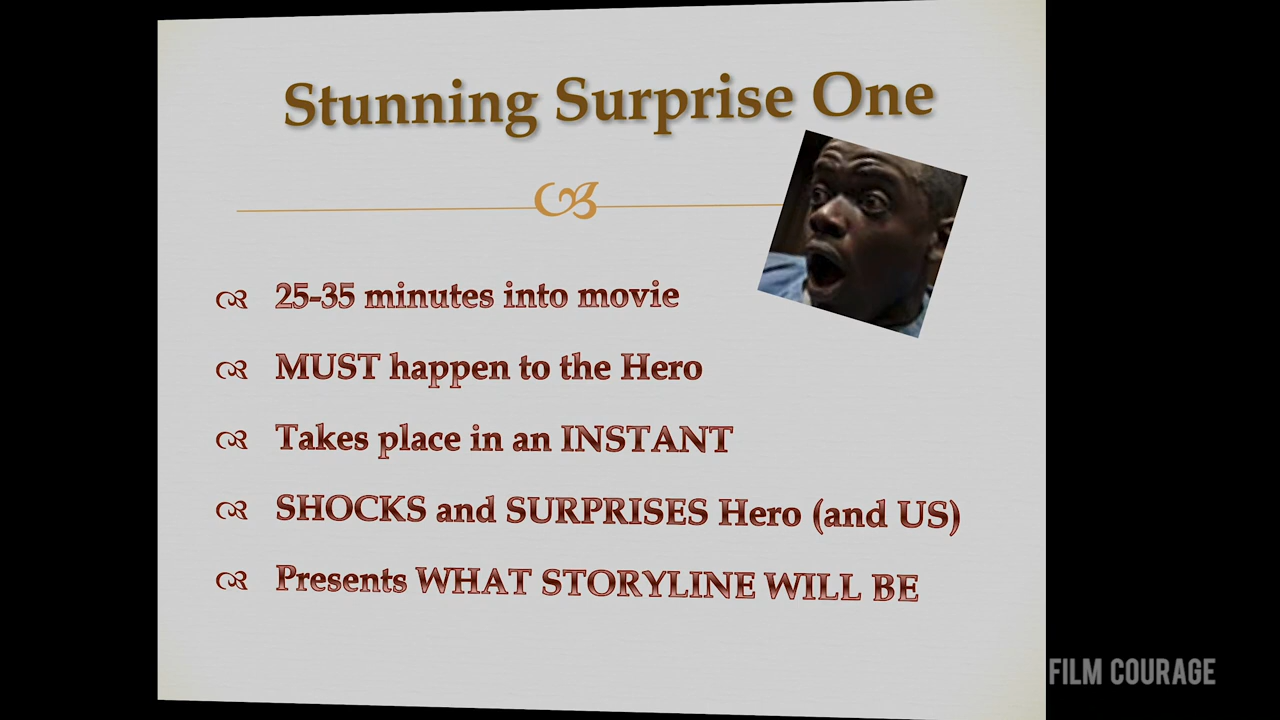 Stunning Surprise One
25-35 minutes into movie
MUST happen to the Hero
Takes place in an INSTANT
SHOCKS and SURPRISES Hero (and US)
Presents WHAT STORYLINE WILL BE
FILM COURAGE